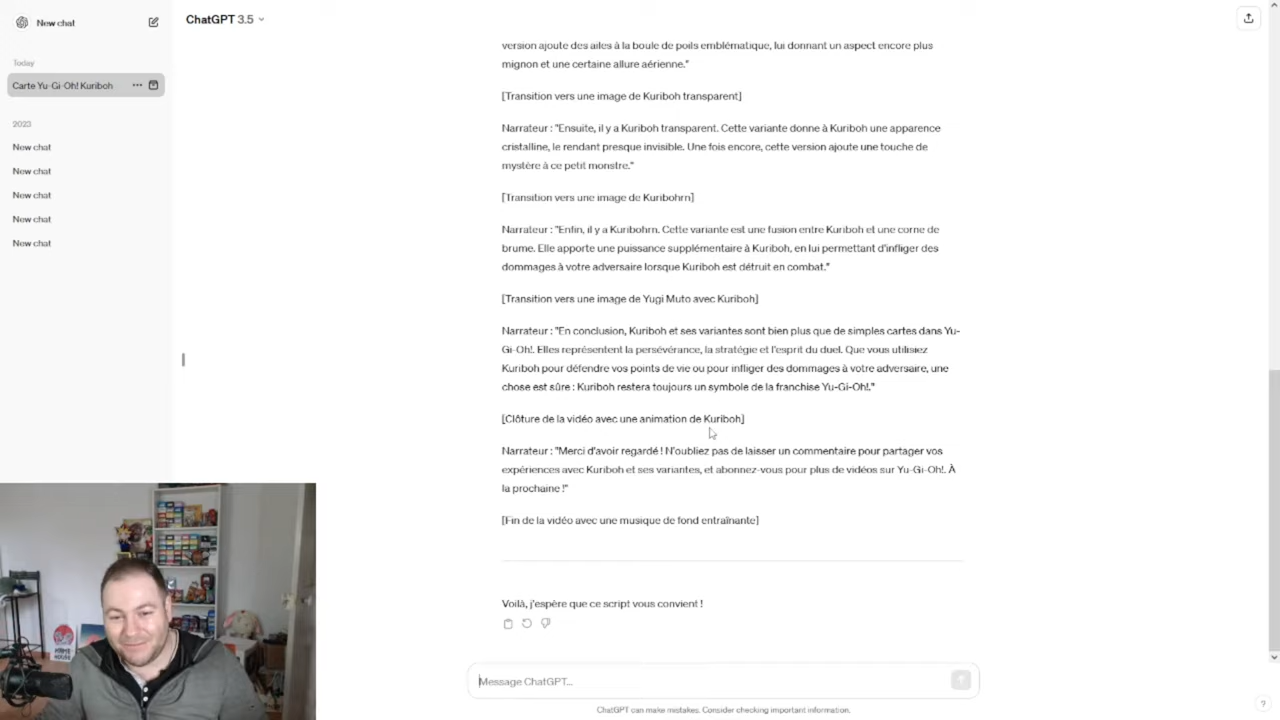 New chat
ChatGPT 3.5
Today
Carte Yu-Gi-Oh! Kuriboh
2023
New chat
New chat
New chat
New chat
New chat
version ajoute des ailes à la boule de poils emblématique, lui donnant un aspect encore plus
mignon et une certaine allure aérienne."
[Transition vers une image de Kuriboh transparent]
Narrateur : "Ensuite, il y a Kuriboh transparent. Cette variante donne à Kuriboh une apparence
cristalline, le rendant presque invisible. Une fois encore, cette version ajoute une touche de
mystère à ce petit monstre."
[Transition vers une image de Kuribohrn]
Narrateur : "Enfin, il y a Kuribohrn. Cette variante est une fusion entre Kuriboh et une corne de
brume. Elle apporte une puissance supplémentaire à Kuriboh, en lui permettant d'infliger des
dommages à votre adversaire lorsque Kuriboh est détruit en combat."
[Transition vers une image de Yugi Muto avec Kuriboh]
Narrateur : "En conclusion, Kuriboh et ses variantes sont bien plus que de simples cartes dans Yu-
Gi-Oh!. Elles représentent la persévérance, la stratégie et l'esprit du duel. Que vous utilisiez
Kuriboh pour défendre vos points de vie ou pour infliger des dommages à votre adversaire, une
chose est sûre : Kuriboh restera toujours un symbole de la franchise Yu-Gi-Oh!."
[Clôture de la vidéo avec une animation de Kuriboh]
Narrateur : "Merci d'avoir regardé ! N'oubliez pas de laisser un commentaire pour partager vos
expériences avec Kuriboh et ses variantes, et abonnez-vous pour plus de vidéos sur Yu-Gi-Oh!. À
la prochaine !"
[Fin de la vidéo avec une musique de fond entraînante]
Voilà, j'espère que ce script vous convient !
Message ChatGPT...
ChatGPT can make mistakes. Consider checking important information.
?